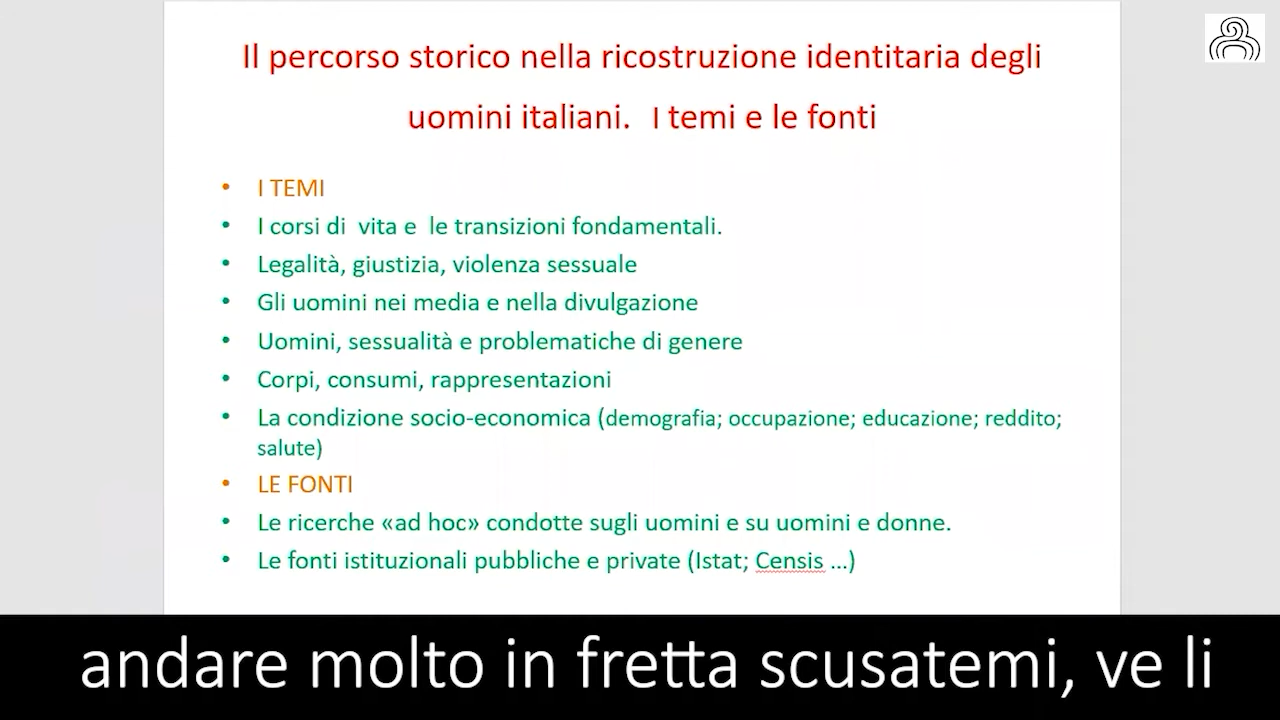 Il percorso storico nella ricostruzione identitaria degli
uomini italiani. I temi e le fonti
• I TEMI
• I corsi di vita e le transizioni fondamentali.
• Legalità, giustizia, violenza sessuale
• Gli uomini nei media e nella divulgazione
• Uomini, sessualità e problematiche di genere
• Corpi, consumi, rappresentazioni
• La condizione socio-economica (demografia; occupazione; educazione; reddito;
salute)
• LE FONTI
• Le ricerche «ad hoc» condotte sugli uomini e su uomini e donne.
• Le fonti istituzionali pubbliche e private (Istat; Censis ...)
andare molto in fretta scusatemi, ve li